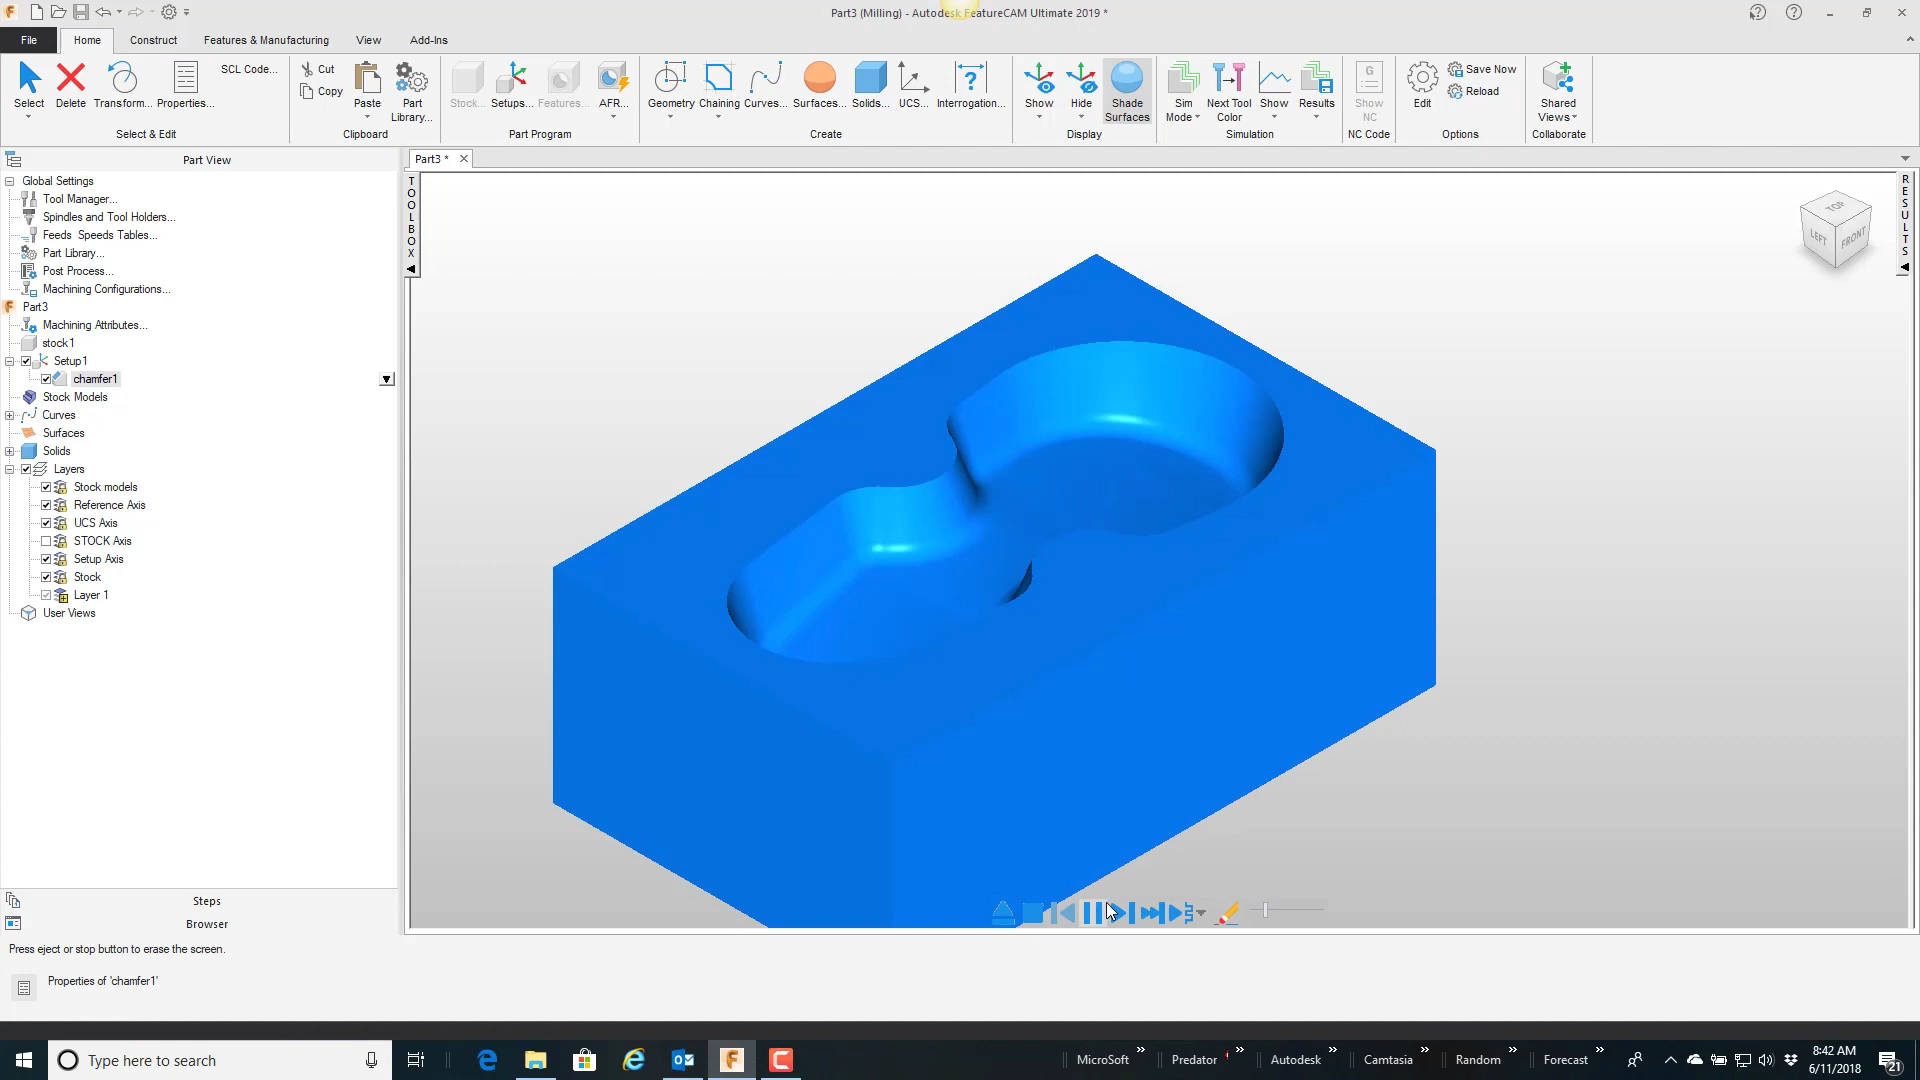 Part3 (Milling) - Autodesk FeatureCAM Ultimate 2019 *
File
Home
Construct
Features & Manufacturing
View
Add-Ins
Select
Delete
Transform...
Properties...
SCL Code...
Select & Edit
Cut
Copy
Paste
Part
Library...
Clipboard
Stock...
Setups...
Features...
AFR...
Part Program
Geometry
Chaining
Curves...
Surfaces...
Solids...
UCS...
Interrogation...
Create
Show
Hide
Shade
Surfaces
Display
Sim
Mode
Next Tool
Color
Show
Results
Simulation
G
N
Show
NC
NC Code
Edit
Save Now
Reload
Options
Shared
Views
Collaborate
Part View
Part3 *
Global Settings
Tool Manager...
Spindles and Tool Holders...
Feeds Speeds Tables...
Part Library...
Post Process...
Machining Configurations...
Part3
Machining Attributes...
stock1
Setup1
chamfer1
Stock Models
Curves
Surfaces
Solids
Layers
Stock models
Reference Axis
UCS Axis
STOCK Axis
Setup Axis
Stock
Layer 1
User Views
TOOLBOX
TOP
LEFT
FRONT
RESULTS
Steps
Browser
Press eject or stop button to erase the screen.
Properties of 'chamfer1'
Type here to search
MicroSoft
Predator
Autodesk
Camtasia
Random
Forecast
8:42 AM
6/11/2018
21